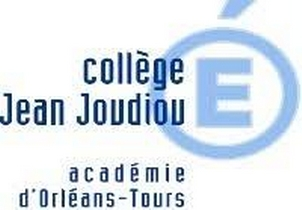 collège
Jean Joudiou
É
académie
d'Orléans-Tours